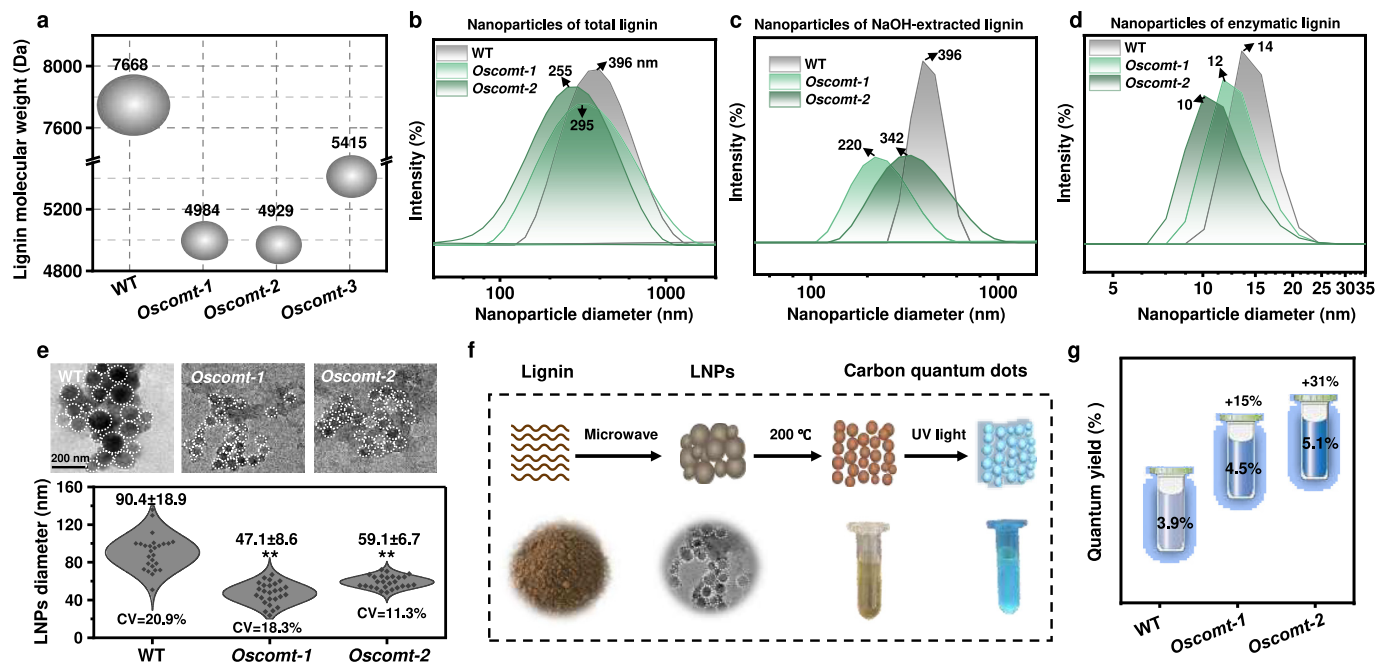 a
Lignin molecular weight (Da)
8000
7600
5200
4800
7668
4984
4929
5415
WT
Oscomt-1
Oscomt-2
Oscomt-3
b
Nanoparticles of total lignin
WT
Oscomt-1
Oscomt-2
255
396 nm
295
Intensity (%)
100
1000
Nanoparticle diameter (nm)
c
Nanoparticles of NaOH-extracted lignin
WT
Oscomt-1
Oscomt-2
396
220
342
Intensity (%)
100
1000
Nanoparticle diameter (nm)
d
Nanoparticles of enzymatic lignin
WT
Oscomt-1
Oscomt-2
14
12
10
Intensity (%)
5
10
15
20
25
30
35
Nanoparticle diameter (nm)
e
WT
Oscomt-1
Oscomt-2
200 nm
LNPs diameter (nm)
160
120
80
40
0
90.4±18.9
47.1±8.6
**
59.1±6.7
**
CV=20.9%
CV=18.3%
CV=11.3%
WT
Oscomt-1
Oscomt-2
f
Lignin
LNPs
Carbon quantum dots
Microwave
200 ℃
UV light
g
Quantum yield (%)
+15%
+31%
3.9%
4.5%
5.1%
WT
Oscomt-1
Oscomt-2